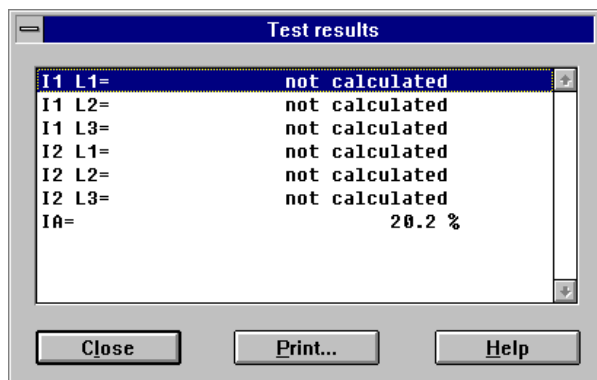 Test results
I1 L1= not calculated
I1 L2= not calculated
I1 L3= not calculated
I2 L1= not calculated
I2 L2= not calculated
I2 L3= not calculated
IA= 20.2 %
Close Print... Help